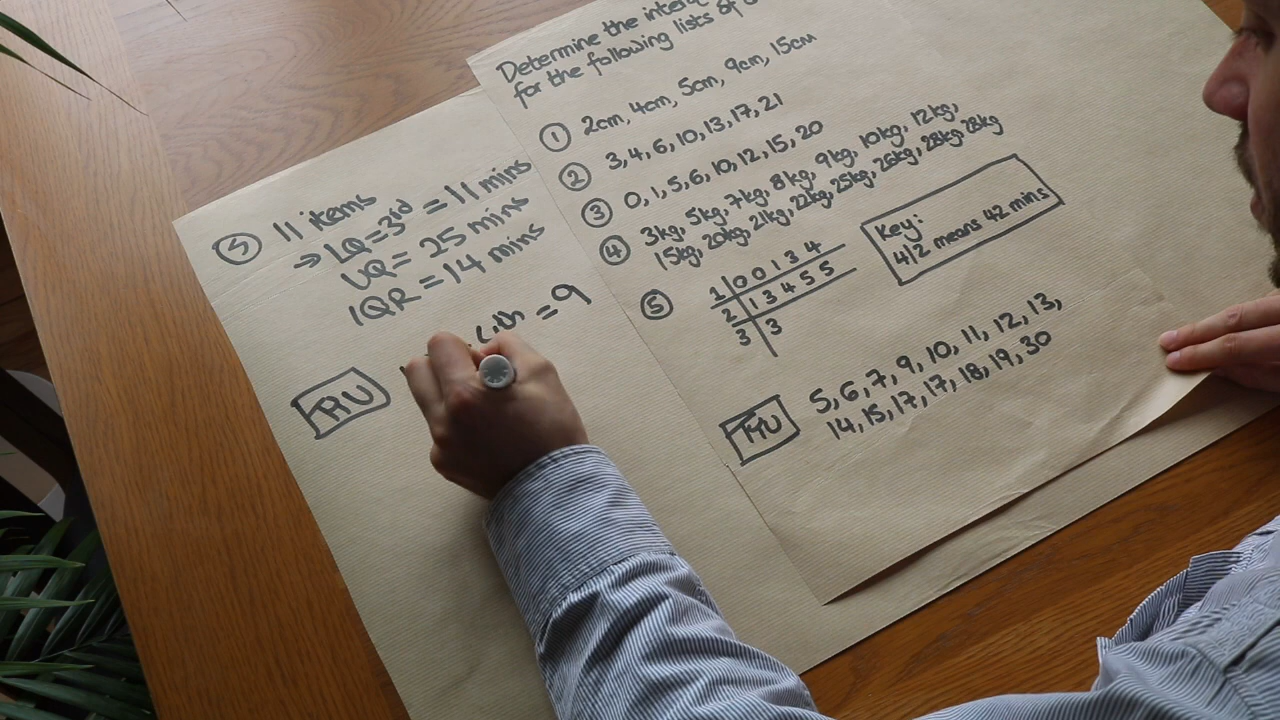 5 11 items
→ LQ = 3rd = 11 mins
UQ = 25 mins
IQR = 14 mins
TRU
4th = 9
Determine the
for the following lists of
1 2cm, 4cm, 5cm, 9cm, 15cm
2 3, 4, 6, 10, 13, 17, 21
3 0, 1, 5, 6, 10, 12, 15, 20
4 3kg, 5kg, 7kg, 8kg, 9kg, 10kg, 12kg,
15kg, 20kg, 21kg, 22kg, 25kg, 26kg, 28kg, 28kg
5 1 | 0 0 1 3 4
2 | 1 3 4 5 5
3 | 3
Key:
4|2 means 42 mins
TRU 5, 6, 7, 9, 10, 11, 12, 13,
14, 15, 17, 17, 18, 19, 30